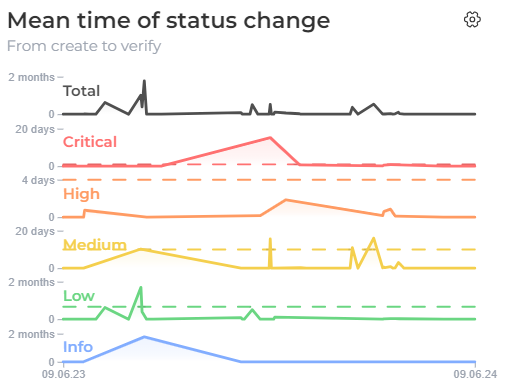 Mean time of status change
From create to verify
2 months
Total
0
20 days
Critical
0
4 days
High
0
20 days
Medium
0
2 months
Low
0
2 months
Info
0
09.06.23 09.06.24